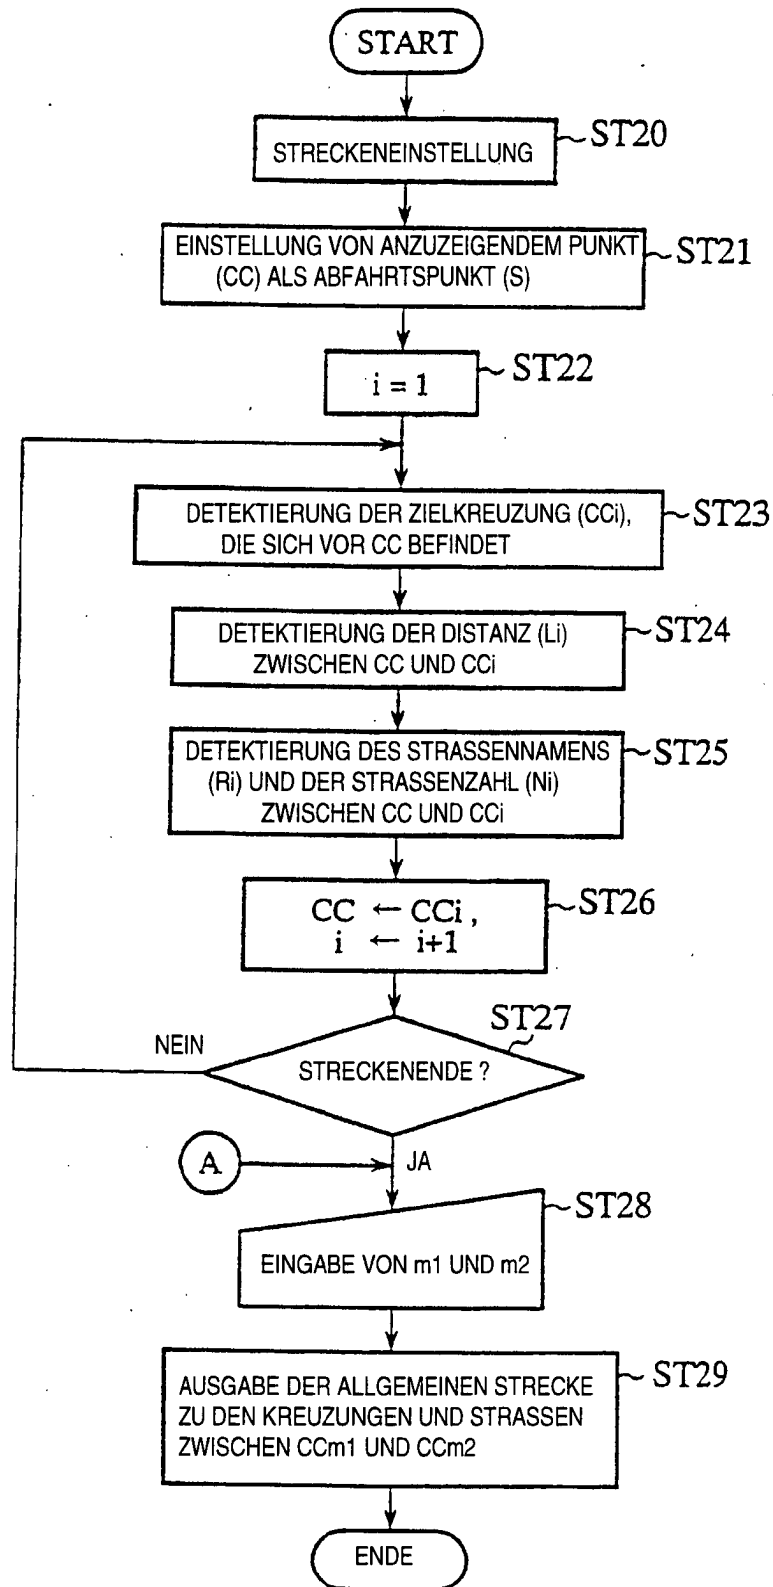 START
STRECKENEINSTELLUNG
ST20
EINSTELLUNG VON ANZUZEIGENDEM PUNKT
(CC) ALS ABFAHRTSPUNKT (S)
ST21
i = 1
ST22
DETEKTIERUNG DER ZIELKREUZUNG (CCi),
DIE SICH VOR CC BEFINDET
ST23
DETEKTIERUNG DER DISTANZ (Li)
ZWISCHEN CC UND CCi
ST24
DETEKTIERUNG DES STRASSENNAMENS
(Ri) UND DER STRASSENZAHL (Ni)
ZWISCHEN CC UND CCi
ST25
CC ← CCi ,
i ← i+1
ST26
ST27
NEIN
STRECKENENDE ?
A
JA
ST28
EINGABE VON m1 UND m2
ST29
AUSGABE DER ALLGEMEINEN STRECKE
ZU DEN KREUZUNGEN UND STRASSEN
ZWISCHEN CCm1 UND CCm2
ENDE